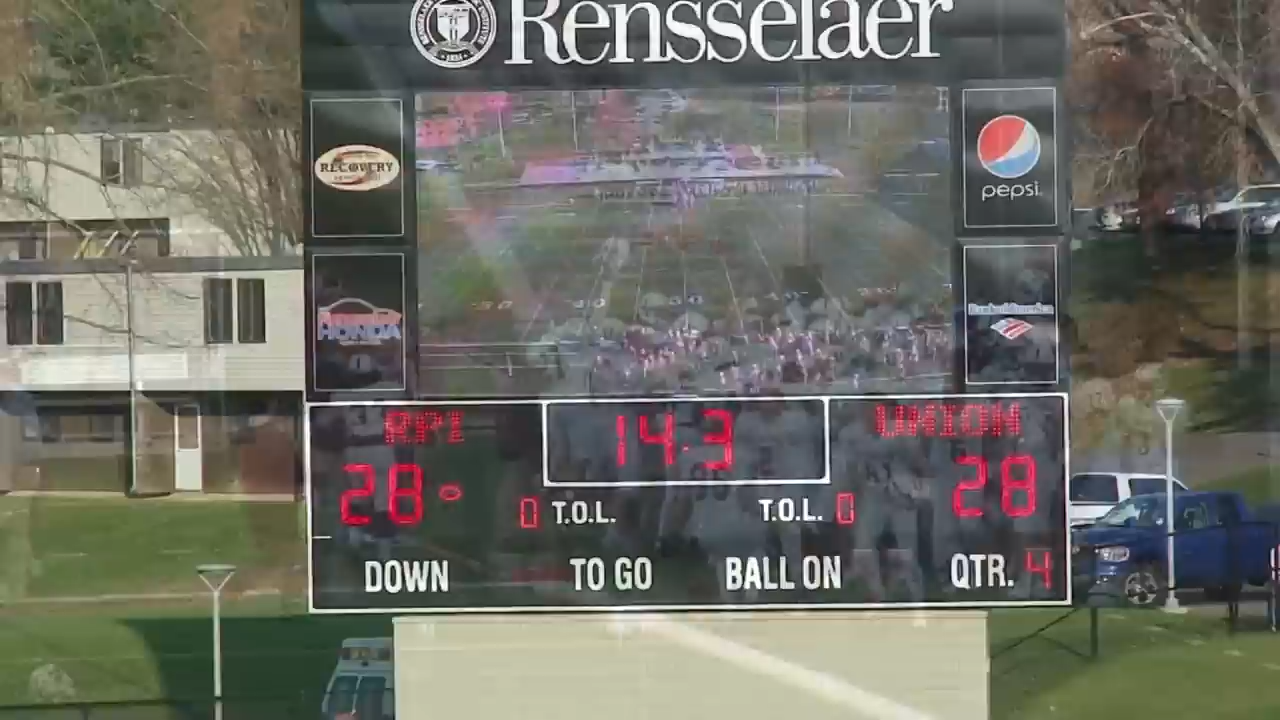 Rensselaer
RECOVERY
pepsi
HONDA
RPI
14.3
UNION
28
0 T.O.L.
T.O.L. 0
28
DOWN
TO GO
BALL ON
QTR. 4